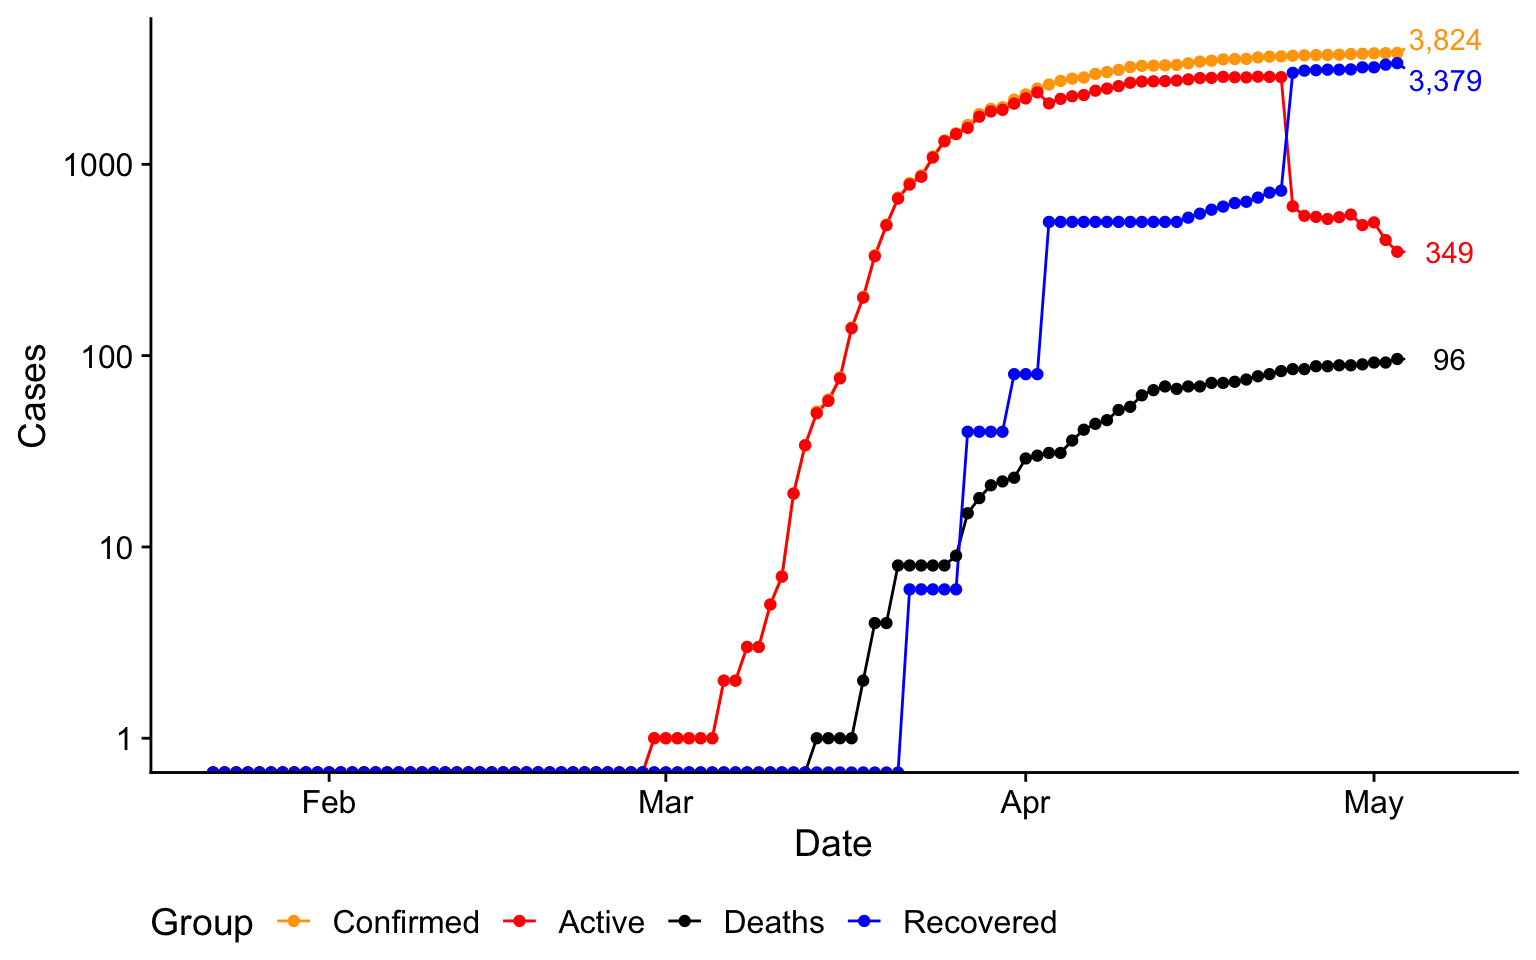 3,824
3,379
1000
349
100
96
Cases
10
1
Feb Mar Apr May
Date
Group Confirmed Active Deaths Recovered